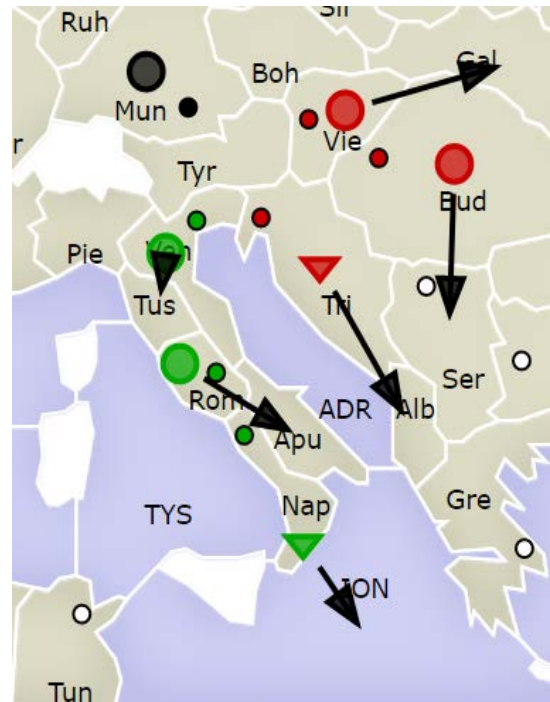 Sil
Ruh
Gal
Boh
Mun
Vie
r
Tyr
Bud
Ven
Pie
Tus
Tri
Ser
Rom
ADR
Alb
Apu
Gre
Nap
TYS
ION
Tun